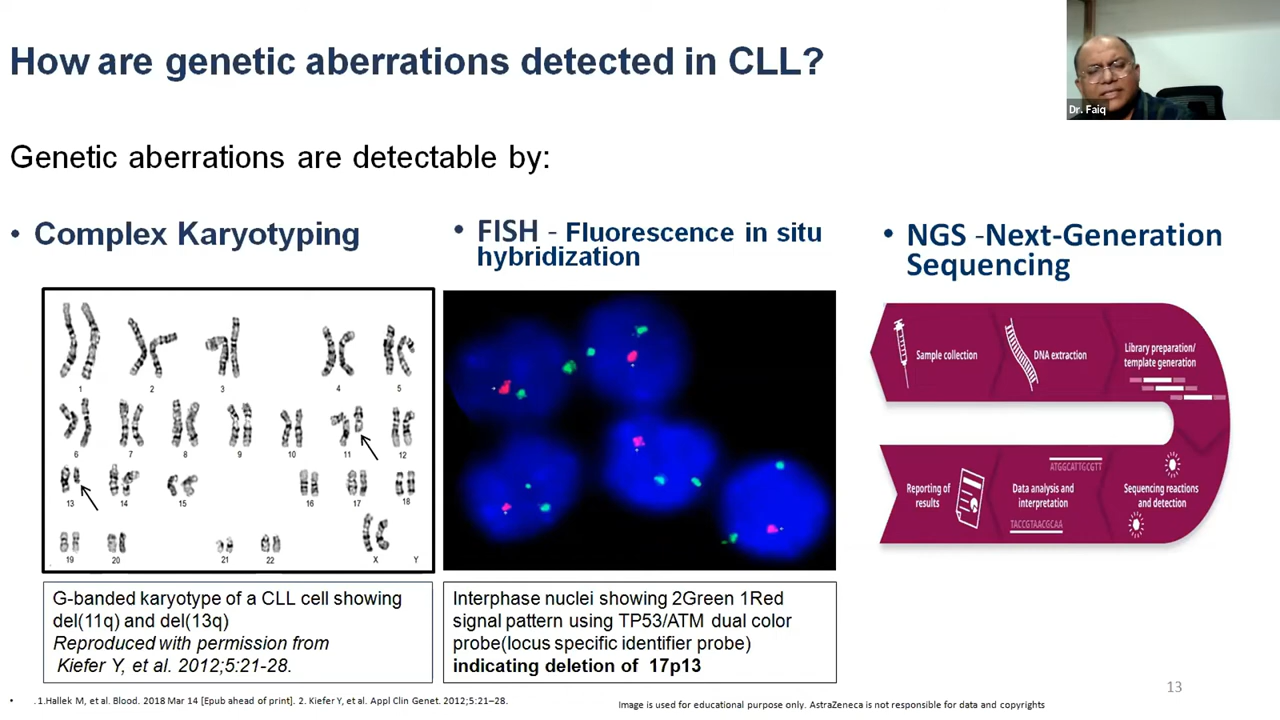 How are genetic aberrations detected in CLL?
Dr. Faiq
Genetic aberrations are detectable by:
• Complex Karyotyping
1 2 3 4 5
6 7 8 9 10 11 12
13 14 15 16 17 18
19 20 21 22 X Y
G-banded karyotype of a CLL cell showing
del(11q) and del(13q)
Reproduced with permission from
Kiefer Y, et al. 2012;5:21-28.
• FISH - Fluorescence in situ
hybridization
Interphase nuclei showing 2Green 1Red
signal pattern using TP53/ATM dual color
probe(locus specific identifier probe)
indicating deletion of 17p13
• NGS -Next-Generation
Sequencing
Sample collection
DNA extraction
Library preparation/
template generation
Sequencing reactions
and detection
ATGGCATTGCGTT
Data analysis and
interpretation
TACCGTAACGCAA
Reporting of
results
13
• . 1.Hallek M, et al. Blood. 2018 Mar 14 [Epub ahead of print]. 2. Kiefer Y, et al. Appl Clin Genet. 2012;5:21–28.
Image is used for educational purpose only. AstraZeneca is not responsible for data and copyrights